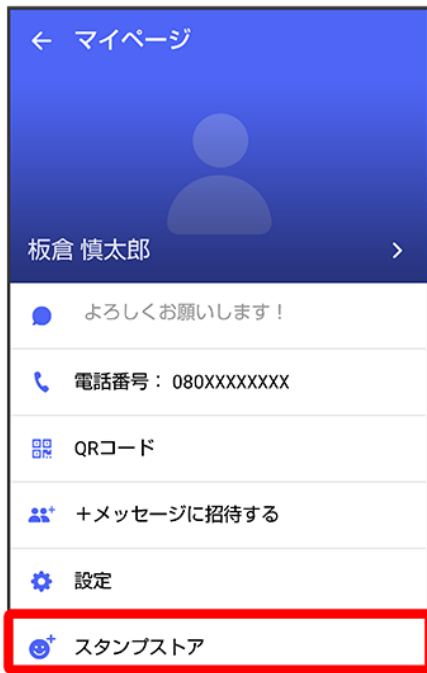 マイページ
板倉 慎太郎
よろしくお願いします！
電話番号： 080XXXXXXXX
QRコード
＋メッセージに招待する
設定
スタンプストア